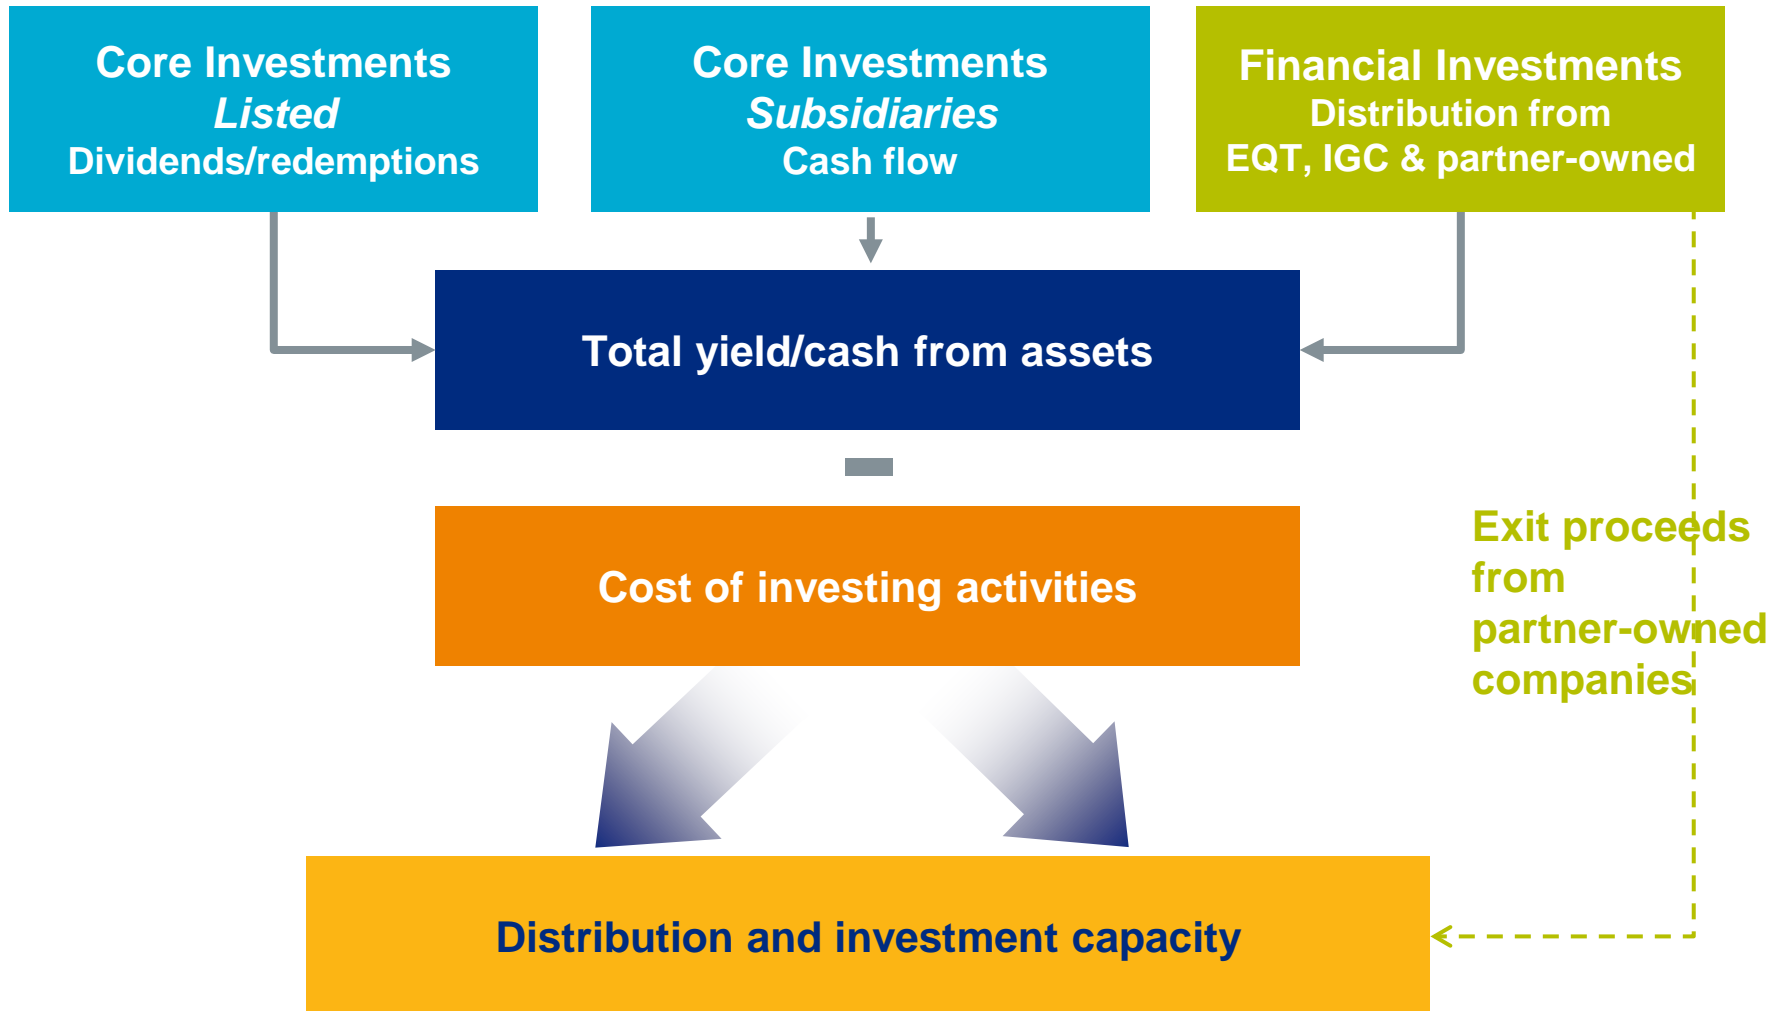 Core Investments
Listed
Dividends/redemptions
Core Investments
Subsidiaries
Cash flow
Financial Investments
Distribution from
EQT, IGC & partner-owned
Total yield/cash from assets
Cost of investing activities
Exit proceeds
from
partner-owned
companies
Distribution and investment capacity